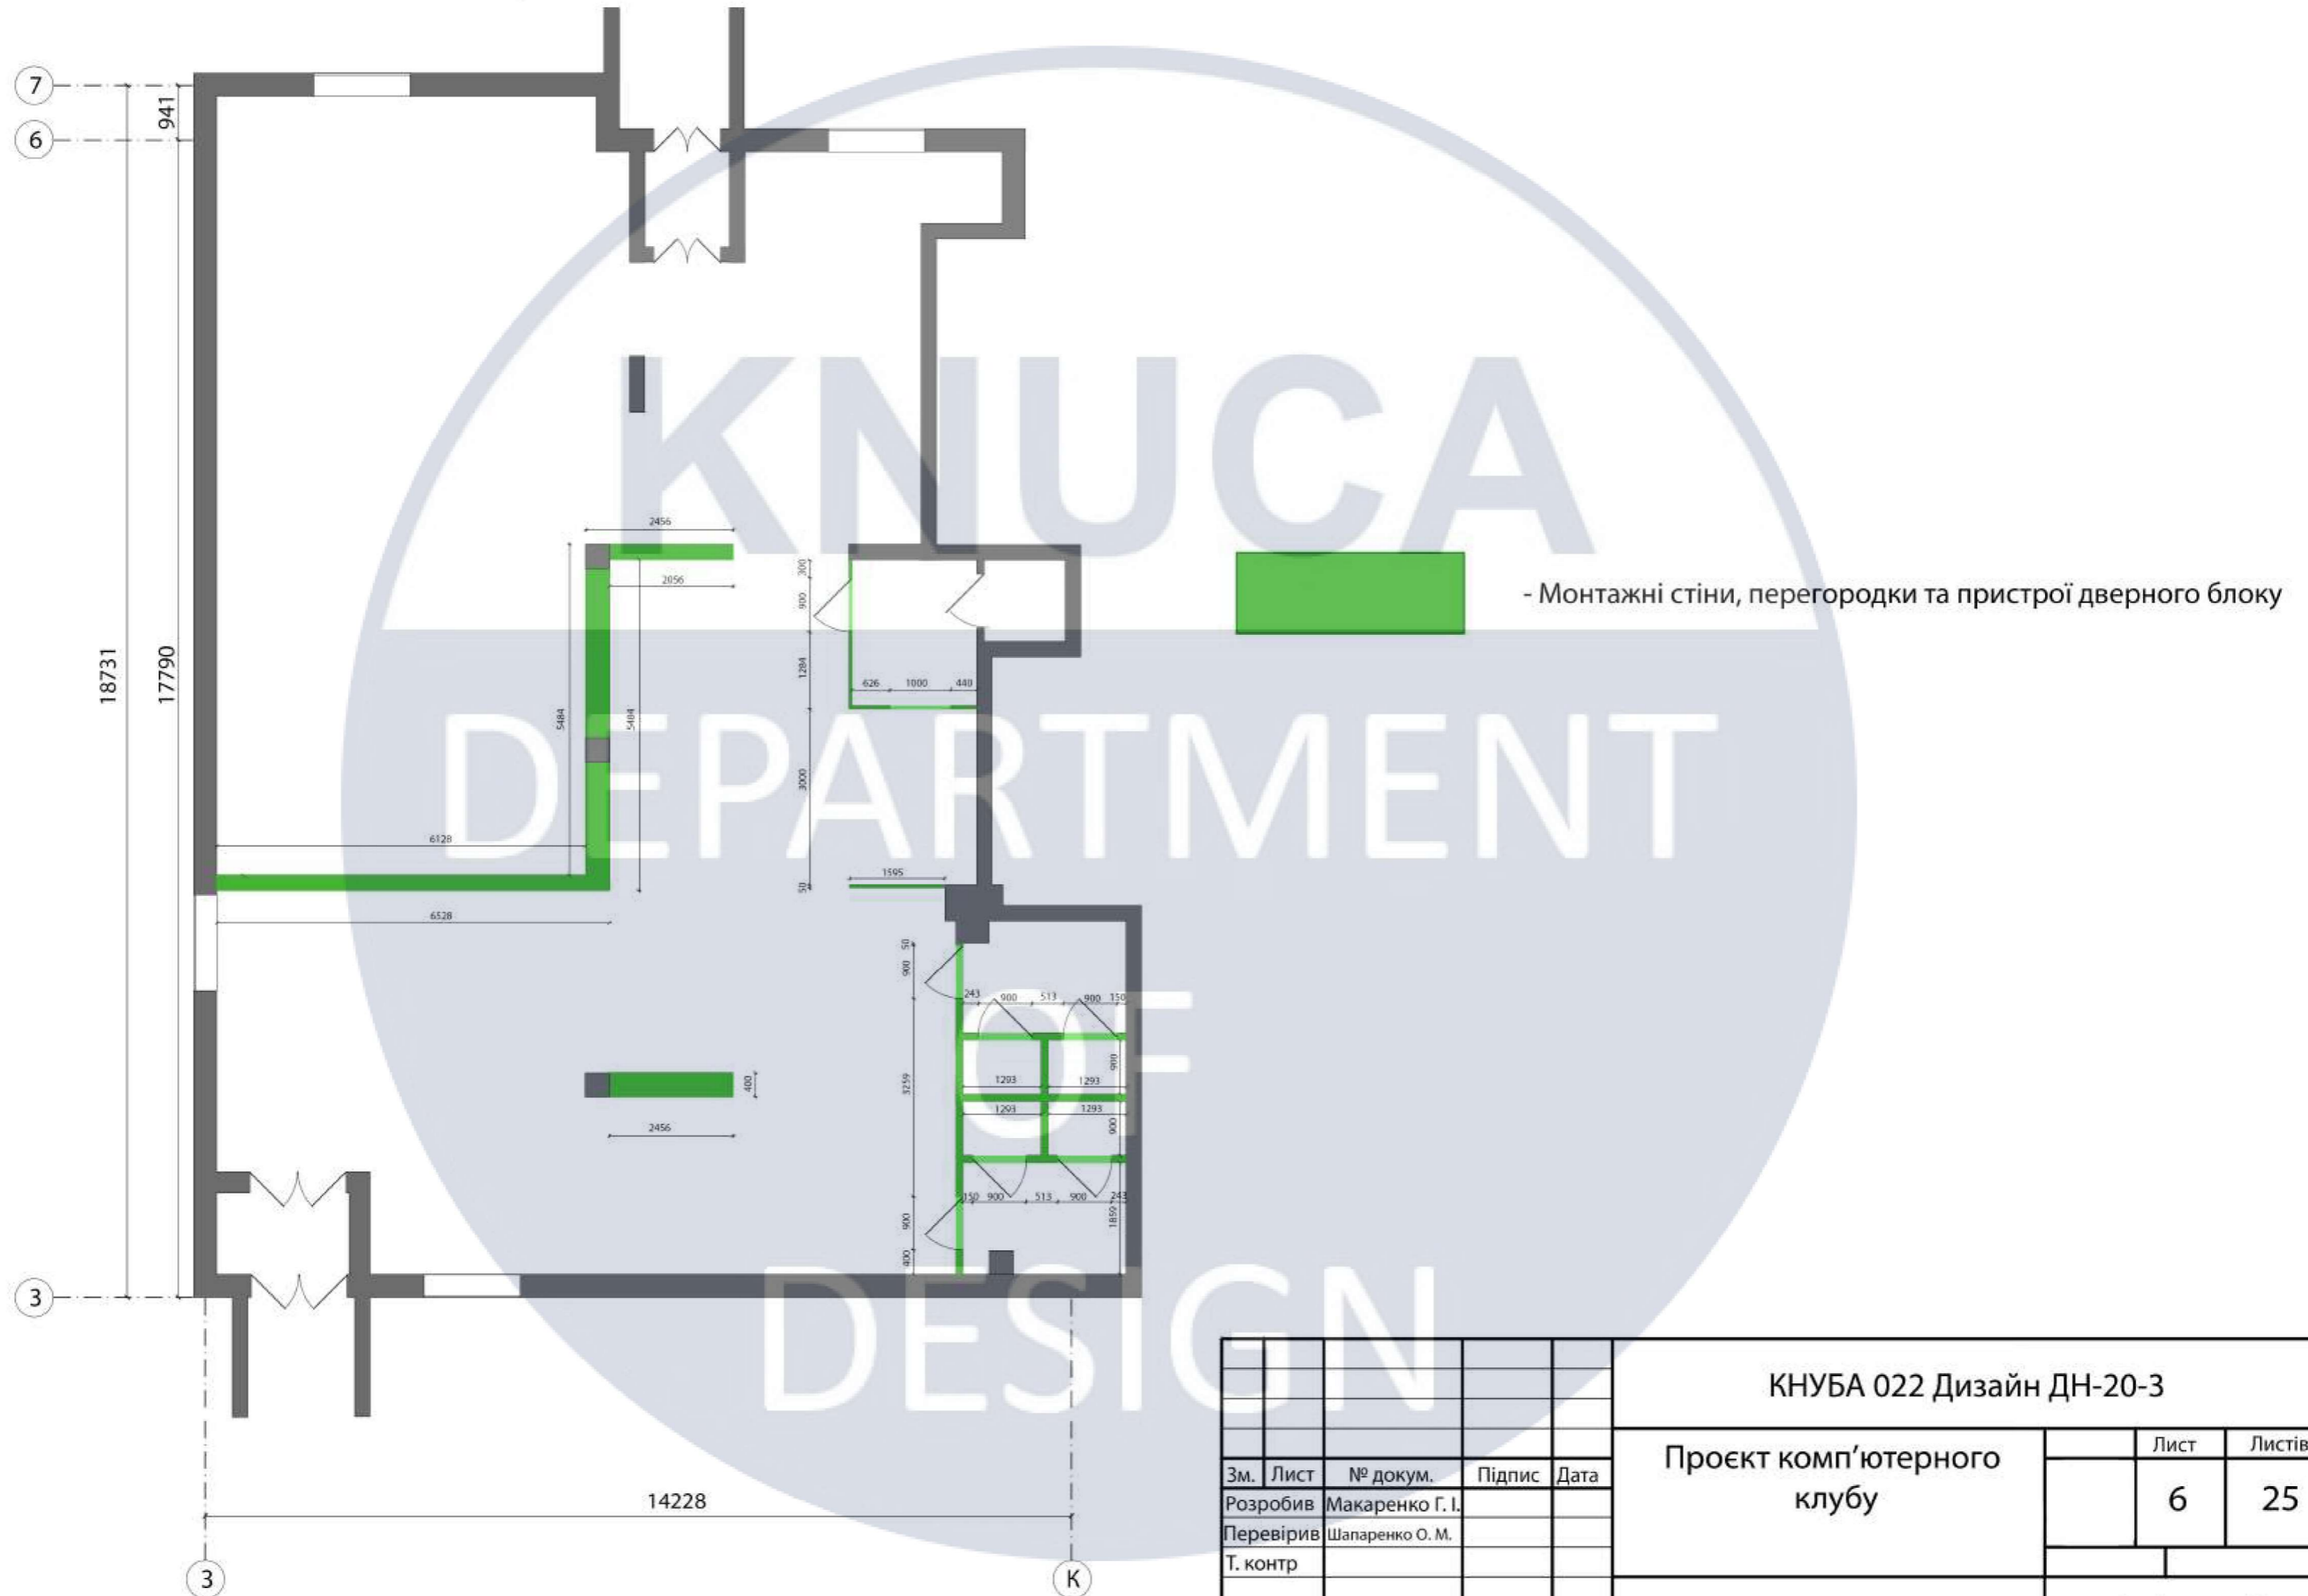 7
941
6
KNUCA
2456
2056
300
900
- Монтажні стіни, перегородки та пристрої дверного блоку
18731
17790
1284
626 1000 440
5484
5484
DEPARTMENT
3000
6128
1595
50
6528
50
900
243 900 513 900 150
OF
900
1293 1293
400
3259
1293 1293
900
2456
150 900 513 900 243
900
1859
400
DESIGN
3
14228
З
К
КНУБА 022 Дизайн ДН-20-3
Проєкт комп'ютерного
клубу
Лист Листів
6 25
Зм. Лист № докум. Підпис Дата
Розробив Макаренко Г. І.
Перевірив Шапаренко О. М.
Т. контр